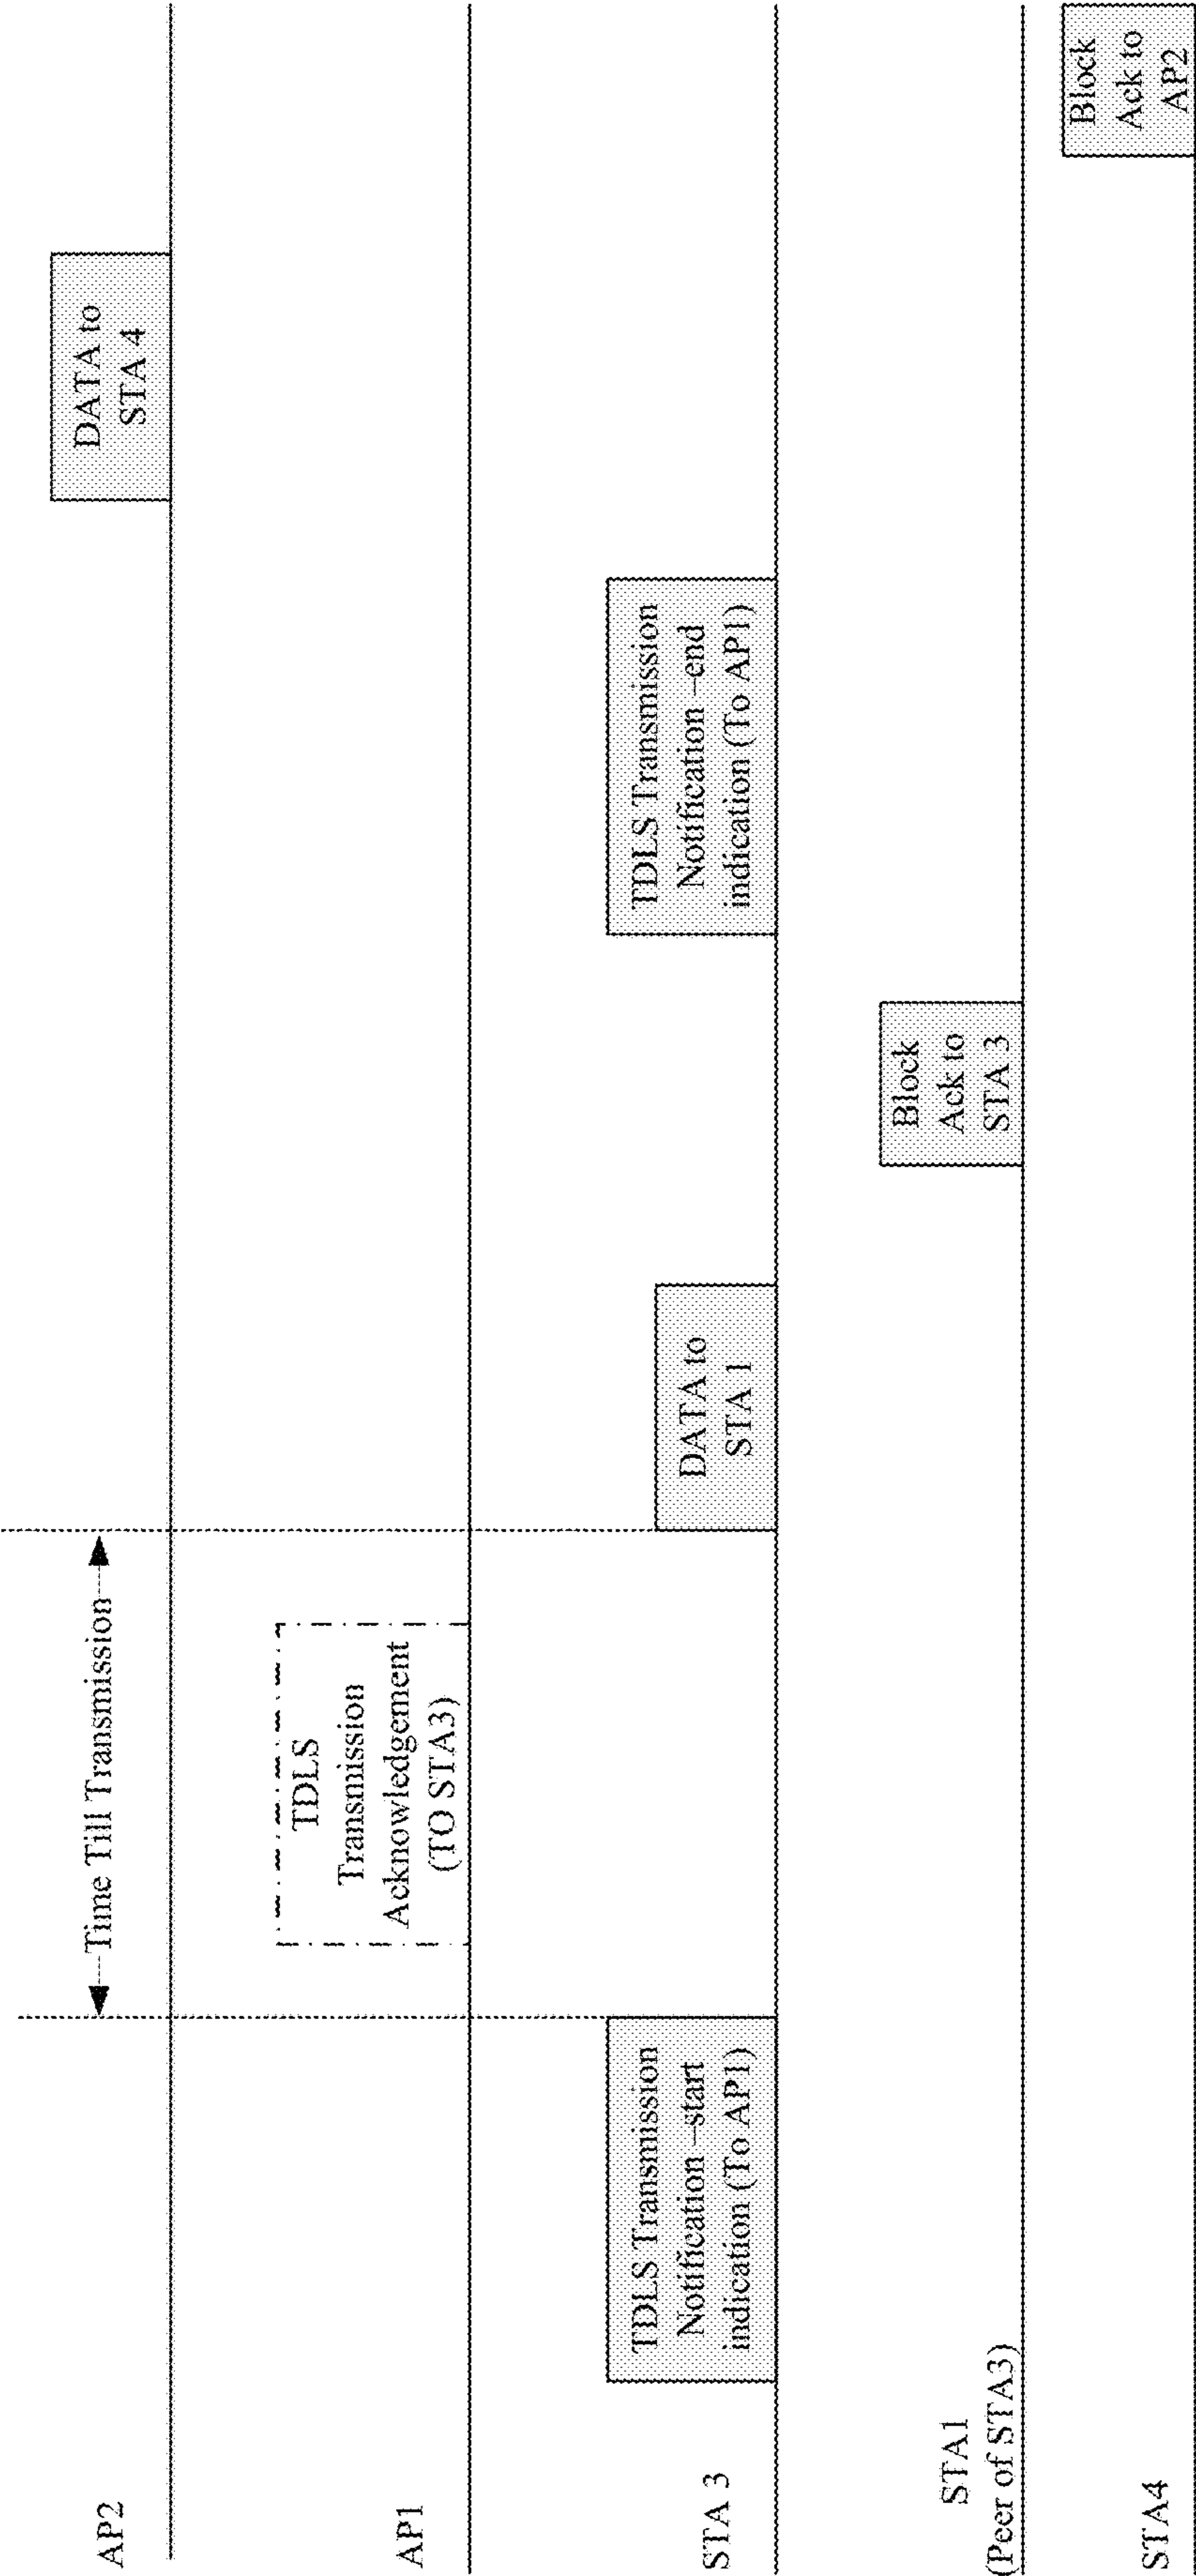 AP2
Time Till Transmission
DATA to
STA 4
AP1
TDLS
Transmission
Acknowledgement
(TO STA3)
STA 3
TDLS Transmission
Notification –start
indication (To AP1)
DATA to
STA 1
TDLS Transmission
Notification –end
indication (To AP1)
STA1
(Peer of STA3)
Block
Ack to
STA 3
STA4
Block
Ack to
AP2